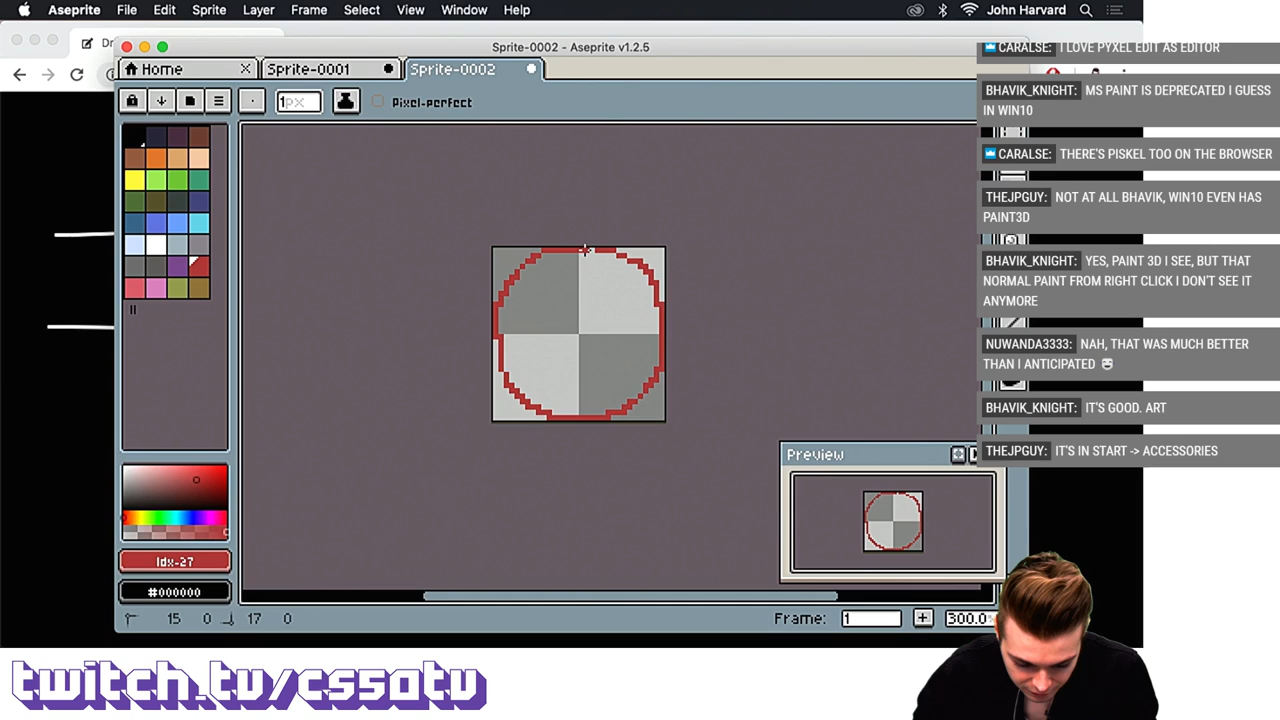 Aseprite File Edit Sprite Layer Frame Select View Window Help John Harvard
Sprite-0002 - Aseprite v1.2.5
Home Sprite-0001 Sprite-0002
1px Pixel-perfect
CARALSE: I LOVE PYXEL EDIT AS EDITOR
BHAVIK_KNIGHT: MS PAINT IS DEPRECATED I GUESS
IN WIN10
CARALSE: THERE'S PISKEL TOO ON THE BROWSER
THEJPGUY: NOT AT ALL BHAVIK, WIN10 EVEN HAS
PAINT3D
BHAVIK_KNIGHT: YES, PAINT 3D I SEE, BUT THAT
NORMAL PAINT FROM RIGHT CLICK I DON'T SEE IT
ANYMORE
NUWANDA3333: NAH, THAT WAS MUCH BETTER
THAN I ANTICIPATED 😆
BHAVIK_KNIGHT: IT'S GOOD. ART
THEJPGUY: IT'S IN START -> ACCESSORIES
Preview
Idx-27
#000000
15 0 17 0 Frame: 1 + 300.0
twitch.tv/cs50tv